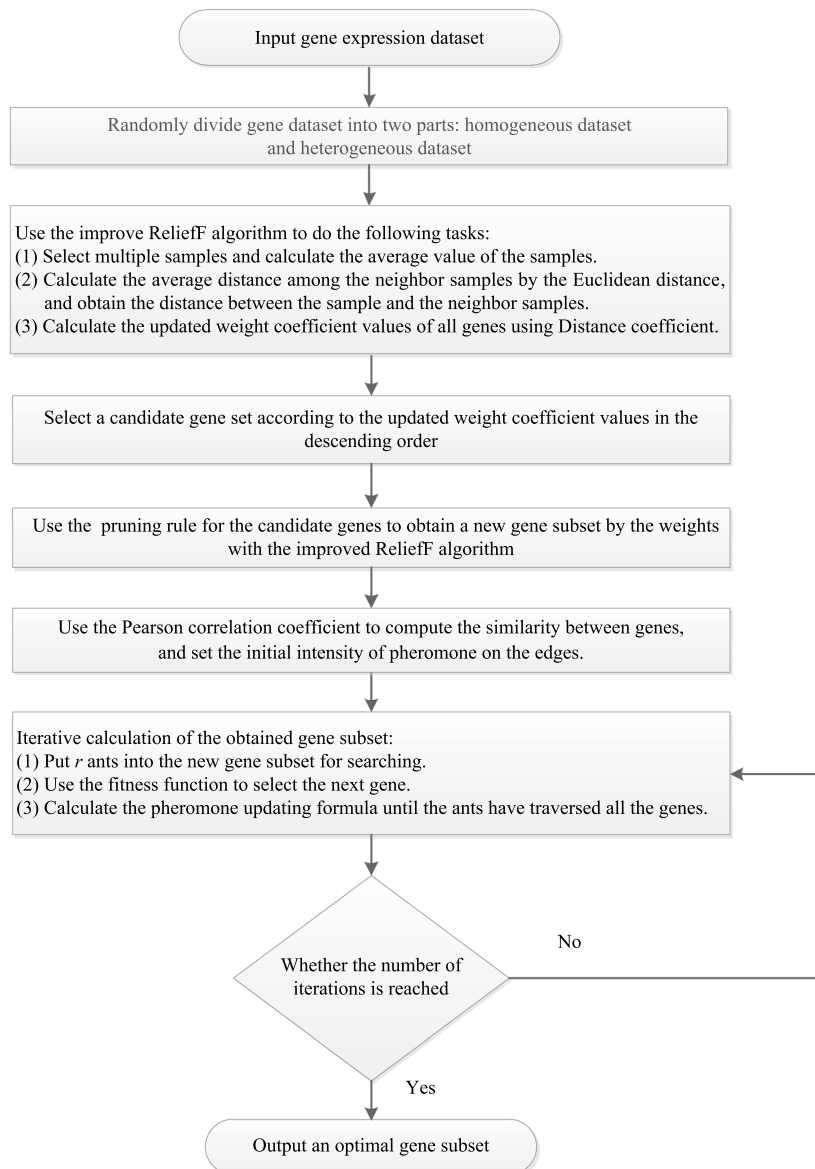 Input gene expression dataset
Randomly divide gene dataset into two parts: homogeneous dataset
and heterogeneous dataset
Use the improve ReliefF algorithm to do the following tasks:
(1) Select multiple samples and calculate the average value of the samples.
(2) Calculate the average distance among the neighbor samples by the Euclidean distance,
and obtain the distance between the sample and the neighbor samples.
(3) Calculate the updated weight coefficient values of all genes using Distance coefficient.
Select a candidate gene set according to the updated weight coefficient values in the
descending order
Use the pruning rule for the candidate genes to obtain a new gene subset by the weights
with the improved ReliefF algorithm
Use the Pearson correlation coefficient to compute the similarity between genes,
and set the initial intensity of pheromone on the edges.
Iterative calculation of the obtained gene subset:
(1) Put r ants into the new gene subset for searching.
(2) Use the fitness function to select the next gene.
(3) Calculate the pheromone updating formula until the ants have traversed all the genes.
No
Whether the number of
iterations is reached
Yes
Output an optimal gene subset